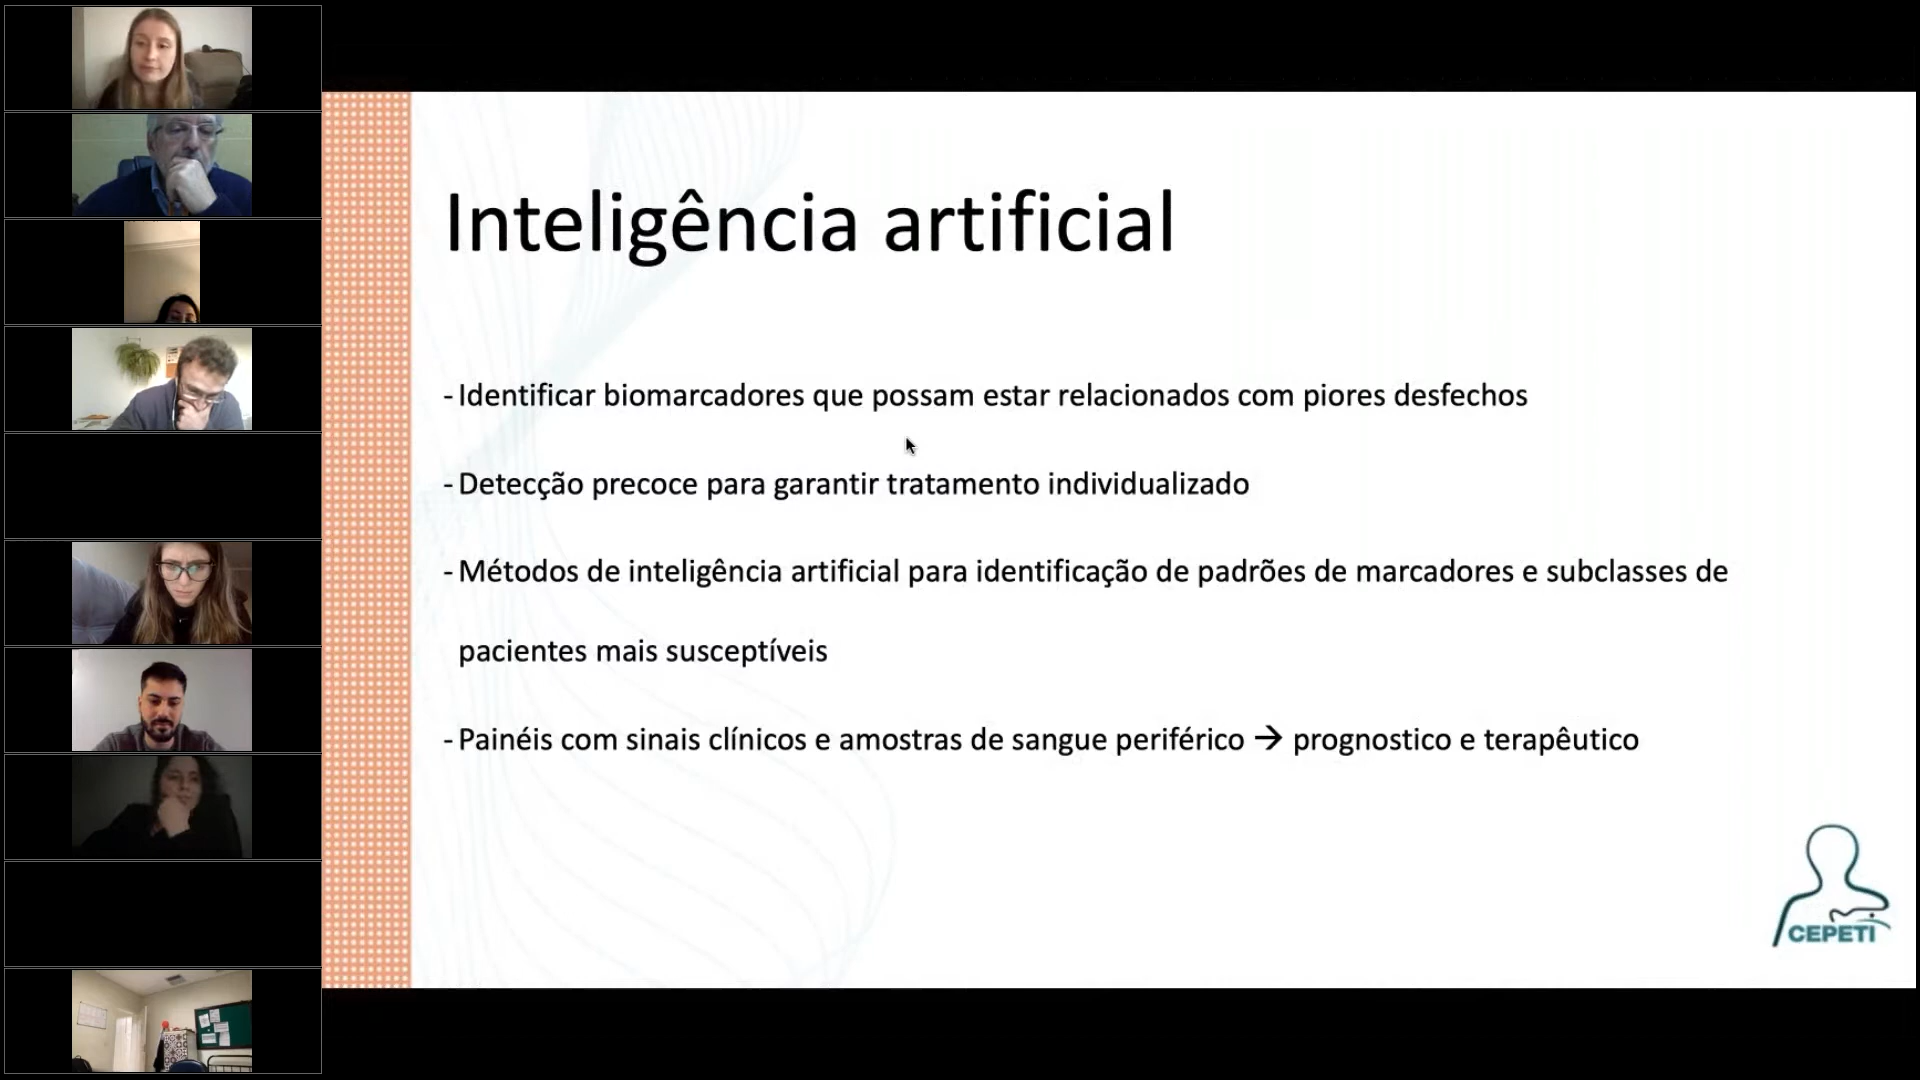 Inteligência artificial
- Identificar biomarcadores que possam estar relacionados com piores desfechos
- Detecção precoce para garantir tratamento individualizado
- Métodos de inteligência artificial para identificação de padrões de marcadores e subclasses de
pacientes mais susceptíveis
- Painéis com sinais clínicos e amostras de sangue periférico → prognostico e terapêutico
CEPETI